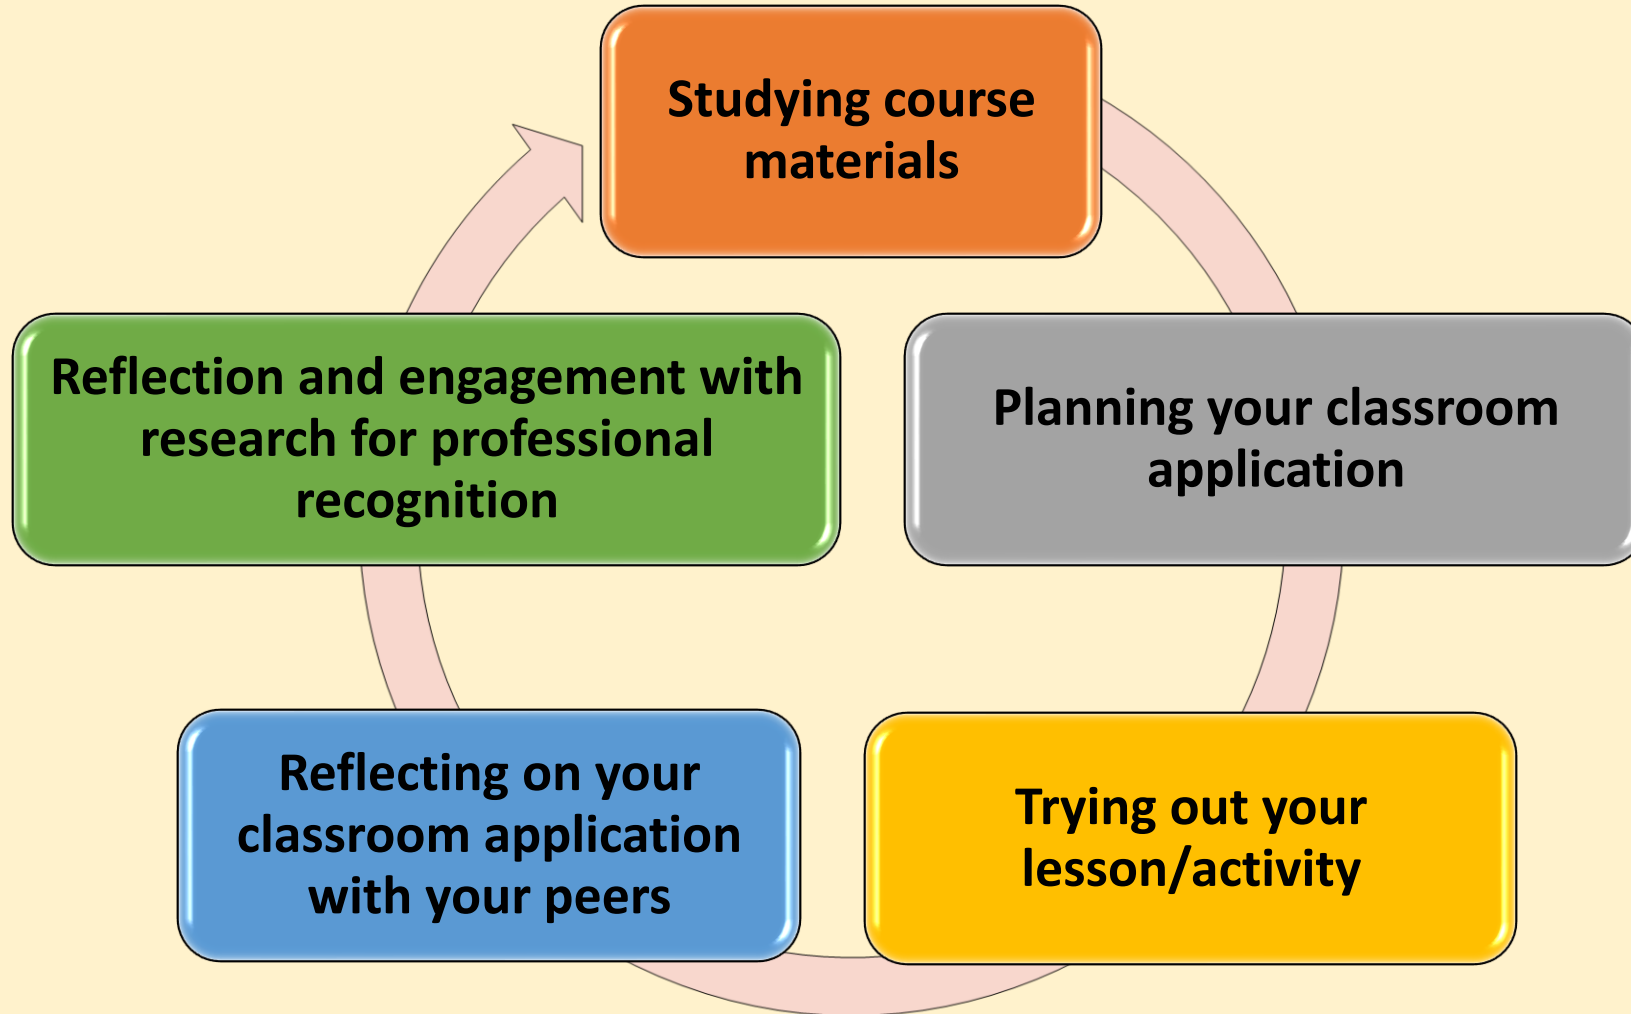 Studying course
materials
Planning your classroom
application
Trying out your
lesson/activity
Reflecting on your
classroom application
with your peers
Reflection and engagement with
research for professional
recognition